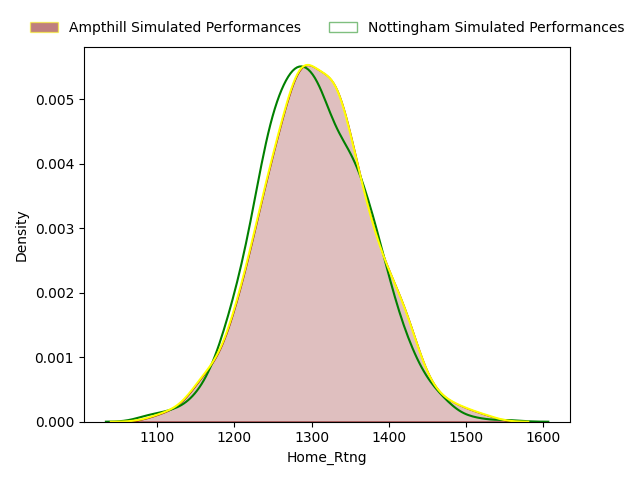 Ampthill Simulated Performances
Nottingham Simulated Performances
0.005
0.004
0.003
0.002
0.001
0.000
Density
1100 1200 1300 1400 1500 1600
Home_Rtng